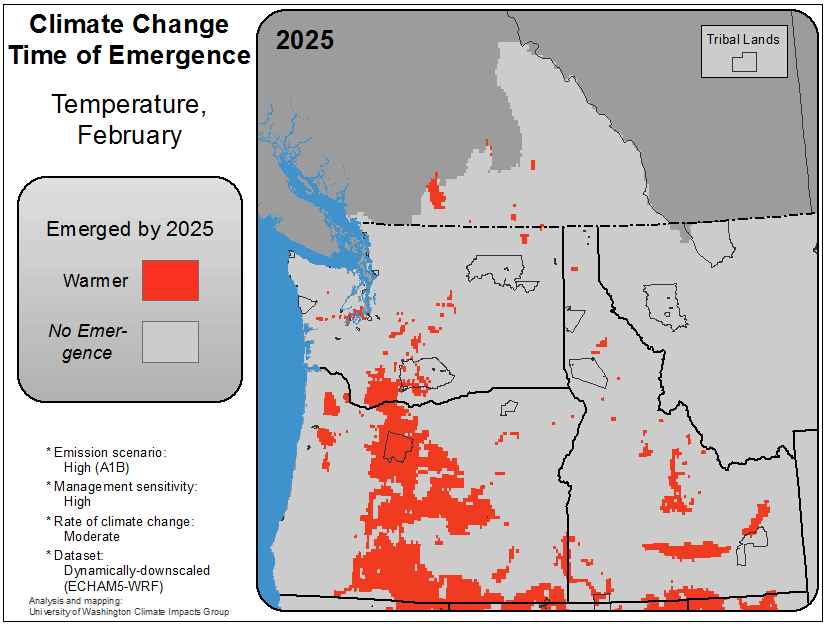 Climate Change
Time of Emergence
Temperature,
February
Emerged by 2025
Warmer
No Emer-
gence
* Emission scenario:
High (A1B)
* Management sensitivity:
High
* Rate of climate change:
Moderate
* Dataset:
Dynamically-downscaled
(ECHAM5-WRF)
Analysis and mapping:
University of Washington Climate Impacts Group
2025
Tribal Lands